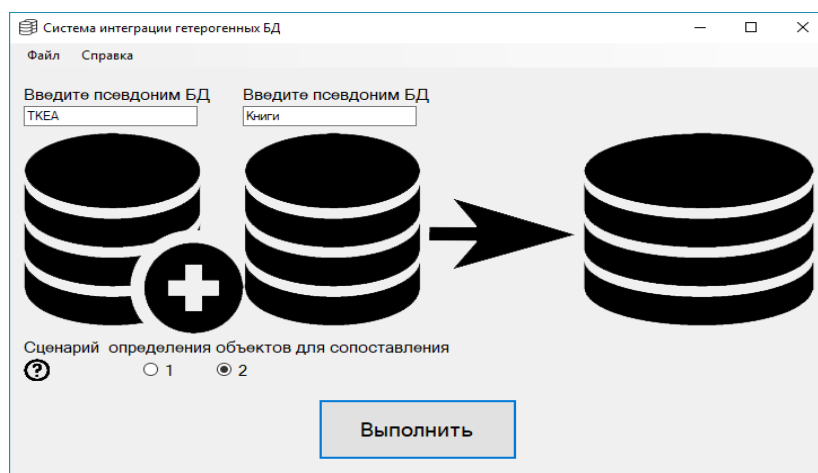 Система интеграции гетерогенных БД
Файл Справка
Введите псевдоним БД Введите псевдоним БД
TKEA Книги
Сценарий определения объектов для сопоставления
? 1 2
Выполнить